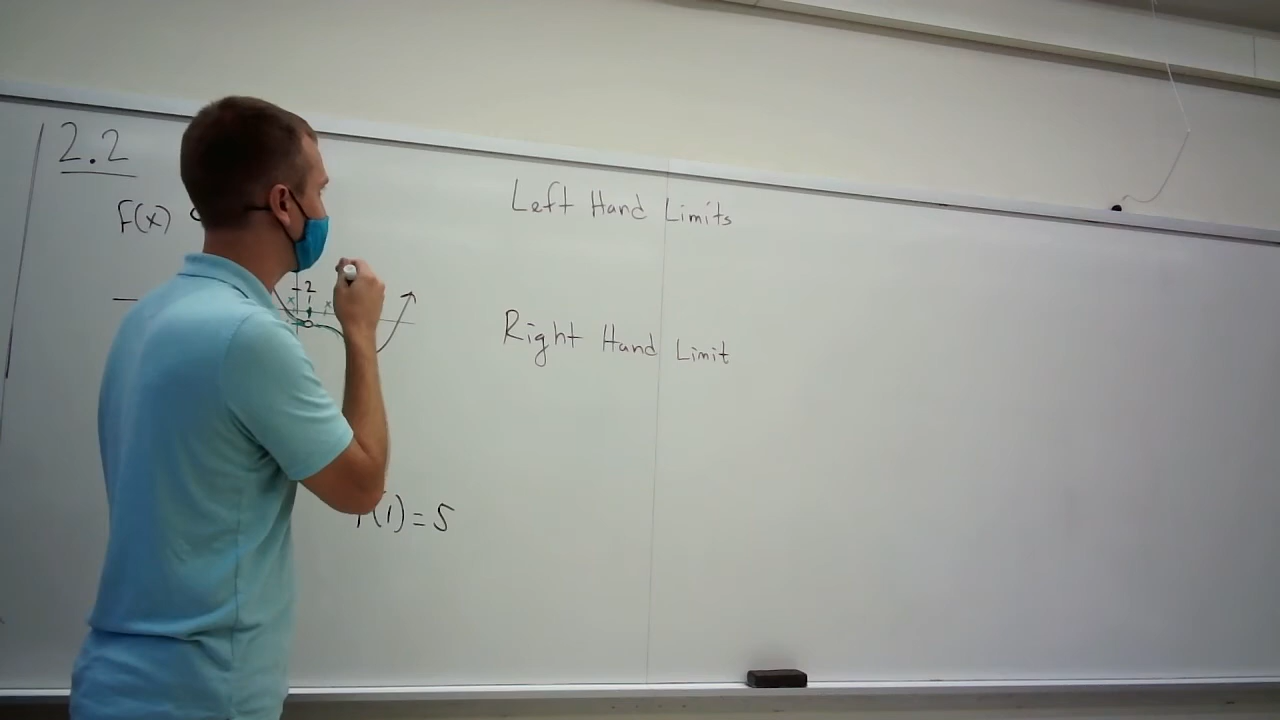 2.2
F(x)
2
Left Hand Limits
Right Hand Limit
(1) = 5